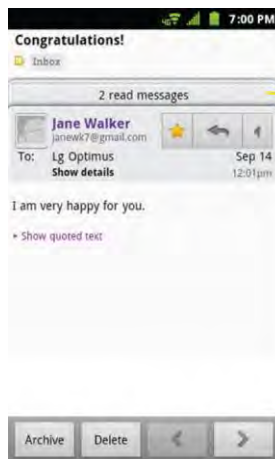 7:00 PM
Congratulations!
Inbox
2 read messages
Jane Walker
janewk7@gmail.com
To: Lg Optimus Sep 14
Show details 12:01pm
I am very happy for you.
Show quoted text
Archive Delete